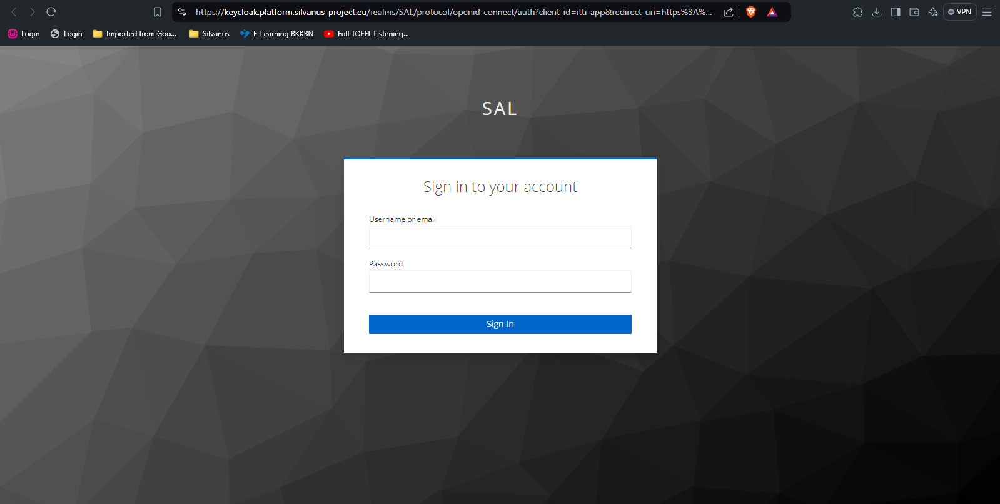 https://keycloak.platform.silvanus-project.eu/realms/SAL/protocol/openid-connect/auth?client_id=itti-app&redirect_uri=https%3A%...
VPN
Login
Login
Imported from Goo...
Silvanus
E-Learning BKKBN
Full TOEFL Listening...
SAL
Sign in to your account
Username or email
Password
Sign In